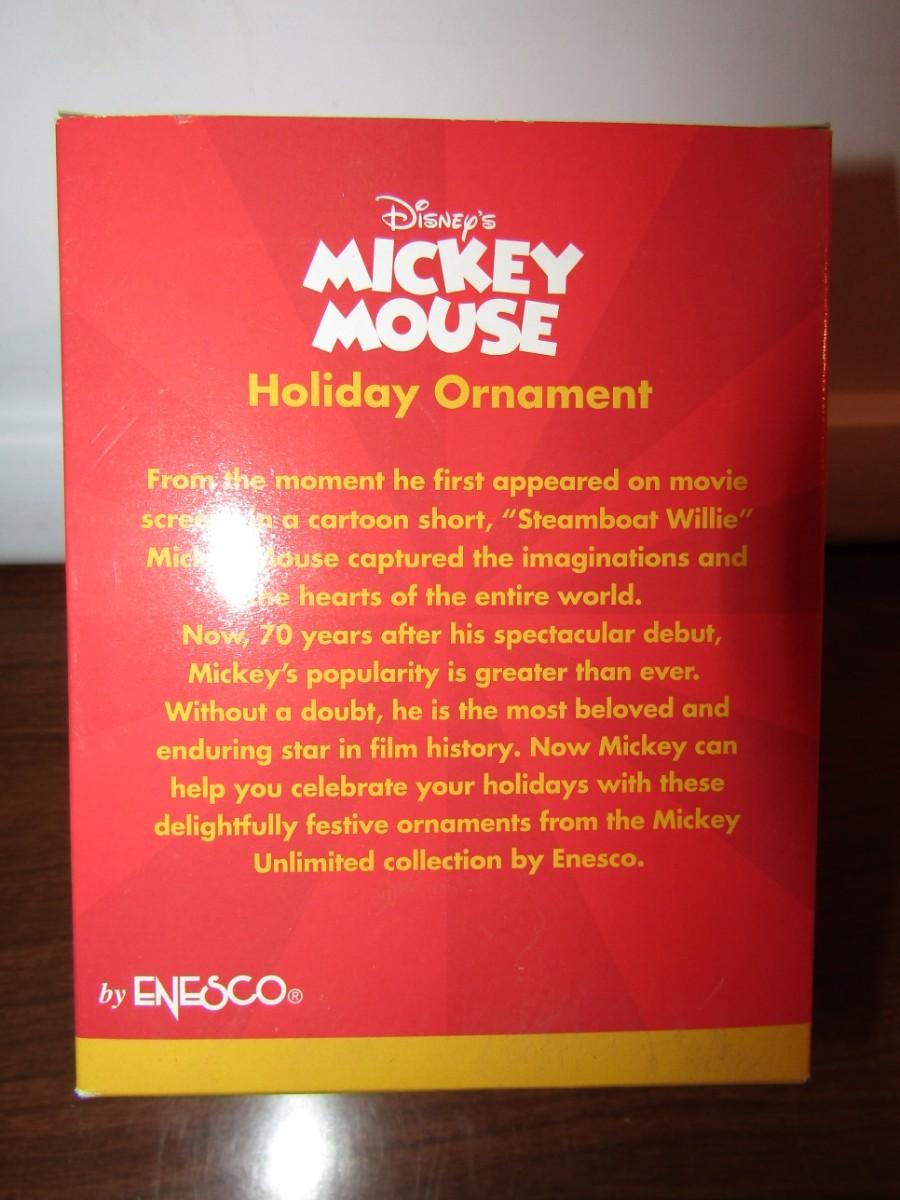 Disney's
MICKEY
MOUSE
Holiday Ornament
From the moment he first appeared on movie
a cartoon short, “Steamboat Willie”
Mouse captured the imaginations and
the hearts of the entire world.
Now, 70 years after his spectacular debut,
Mickey’s popularity is greater than ever.
Without a doubt, he is the most beloved and
enduring star in film history. Now Mickey can
help you celebrate your holidays with these
delightfully festive ornaments from the Mickey
Unlimited collection by Enesco.
by ENESCO®